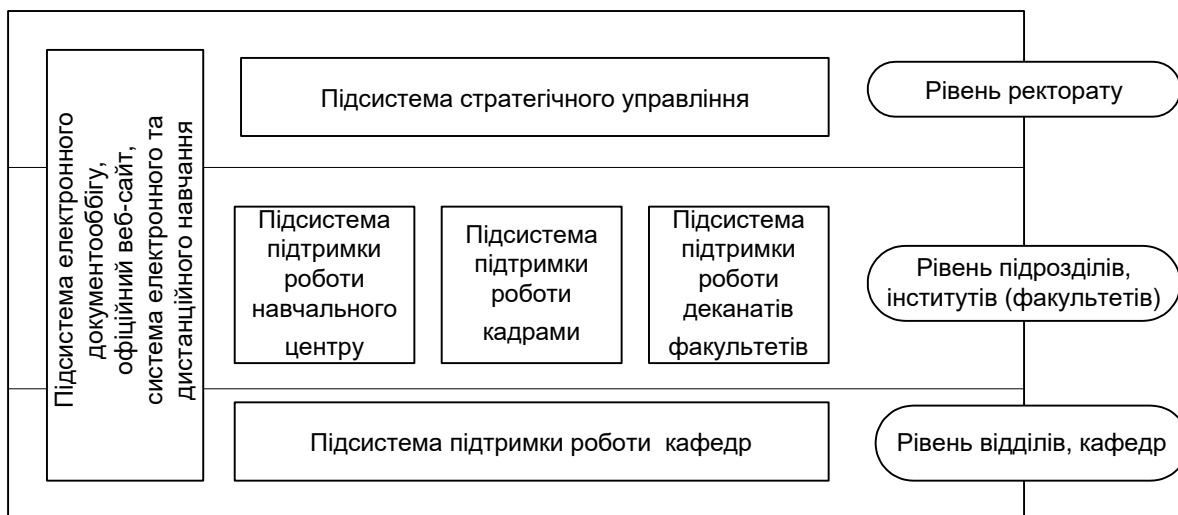 Підсистема електронного
документооббігу,
офіційний веб-сайт,
система електронного та
дистанційного навчання
Підсистема стратегічного управління
Рівень ректорату
Підсистема
підтримки
роботи
навчального
центру
Підсистема
підтримки
роботи
кадрами
Підсистема
підтримки
роботи
деканатів
факультетів
Рівень підрозділів,
інститутів (факультетів)
Підсистема підтримки роботи кафедр
Рівень відділів, кафедр